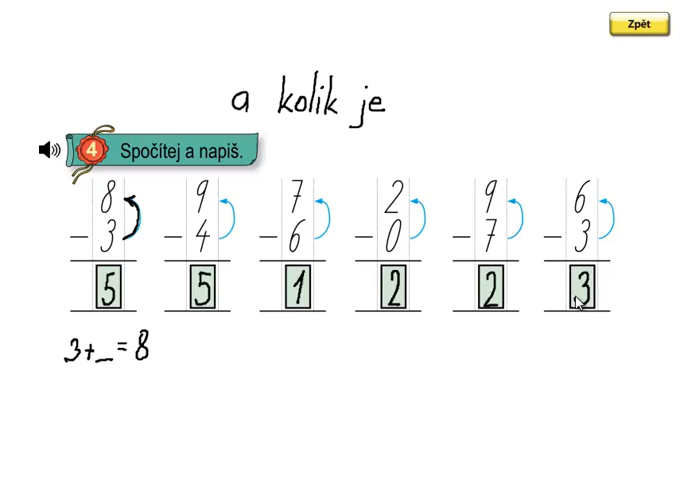 Zpět
a kolik je
4 Spočítej a napiš.
8 9 7 2 9 6
– 3 – 4 – 6 – 0 – 7 – 3
5 5 1 2 2 3
3 + _ = 8